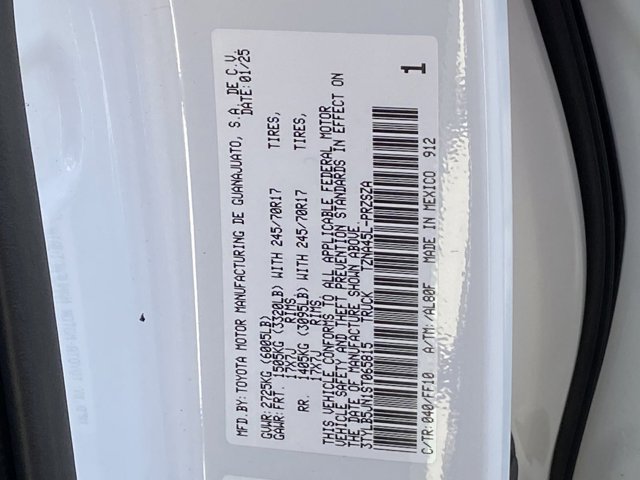 MFD.BY:TOYOTA MOTOR MANUFACTURING DE GUANAJUATO, S.A. DE C.V.
DATE: 01/25
GVWR:2725KG (6005LB)
GAWR:FRT. 1505KG (3320LB) WITH 245/70R17 TIRES,
17X7J RIMS,
RR. 1405KG (3095LB) WITH 245/70R17 TIRES,
17X7J RIMS,
THIS VEHICLE CONFORMS TO ALL APPLICABLE FEDERAL MOTOR
VEHICLE SAFETY AND THEFT PREVENTION STANDARDS IN EFFECT ON
THE DATE OF MANUFACTURE SHOWN ABOVE.
3TYLB5JN1ST065815 TRUCK TZNA45L-PRZSZA
C/TR:040/FF10 A/TM:/AL80F MADE IN MEXICO 912
1